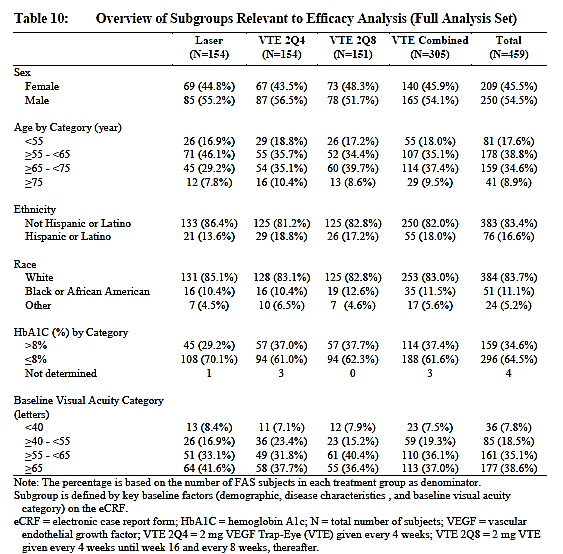 Table 10: Overview of Subgroups Relevant to Efficacy Analysis (Full Analysis Set)
Laser VTE 2Q4 VTE 2Q8 VTE Combined Total
(N=154) (N=154) (N=151) (N=305) (N=459)
Sex
Female 69 (44.8%) 67 (43.5%) 73 (48.3%) 140 (45.9%) 209 (45.5%)
Male 85 (55.2%) 87 (56.5%) 78 (51.7%) 165 (54.1%) 250 (54.5%)
Age by Category (year)
<55 26 (16.9%) 29 (18.8%) 26 (17.2%) 55 (18.0%) 81 (17.6%)
≥55 - <65 71 (46.1%) 55 (35.7%) 52 (34.4%) 107 (35.1%) 178 (38.8%)
≥65 - <75 45 (29.2%) 54 (35.1%) 60 (39.7%) 114 (37.4%) 159 (34.6%)
≥75 12 (7.8%) 16 (10.4%) 13 (8.6%) 29 (9.5%) 41 (8.9%)
Ethnicity
Not Hispanic or Latino 133 (86.4%) 125 (81.2%) 125 (82.8%) 250 (82.0%) 383 (83.4%)
Hispanic or Latino 21 (13.6%) 29 (18.8%) 26 (17.2%) 55 (18.0%) 76 (16.6%)
Race
White 131 (85.1%) 128 (83.1%) 125 (82.8%) 253 (83.0%) 384 (83.7%)
Black or African American 16 (10.4%) 16 (10.4%) 19 (12.6%) 35 (11.5%) 51 (11.1%)
Other 7 (4.5%) 10 (6.5%) 7 (4.6%) 17 (5.6%) 24 (5.2%)
HbA1C (%) by Category
>8% 45 (29.2%) 57 (37.0%) 57 (37.7%) 114 (37.4%) 159 (34.6%)
≤8% 108 (70.1%) 94 (61.0%) 94 (62.3%) 188 (61.6%) 296 (64.5%)
Not determined 1 3 0 3 4
Baseline Visual Acuity Category
(letters)
<40 13 (8.4%) 11 (7.1%) 12 (7.9%) 23 (7.5%) 36 (7.8%)
≥40 - <55 26 (16.9%) 36 (23.4%) 23 (15.2%) 59 (19.3%) 85 (18.5%)
≥55 - <65 51 (33.1%) 49 (31.8%) 61 (40.4%) 110 (36.1%) 161 (35.1%)
≥65 64 (41.6%) 58 (37.7%) 55 (36.4%) 113 (37.0%) 177 (38.6%)
Note: The percentage is based on the number of FAS subjects in each treatment group as denominator.
Subgroup is defined by key baseline factors (demographic, disease characteristics , and baseline visual acuity
category) on the eCRF.
eCRF = electronic case report form; HbA1C = hemoglobin A1c; N = total number of subjects; VEGF = vascular
endothelial growth factor; VTE 2Q4 = 2 mg VEGF Trap-Eye (VTE) given every 4 weeks; VTE 2Q8 = 2 mg VTE
given every 4 weeks until week 16 and every 8 weeks, thereafter.